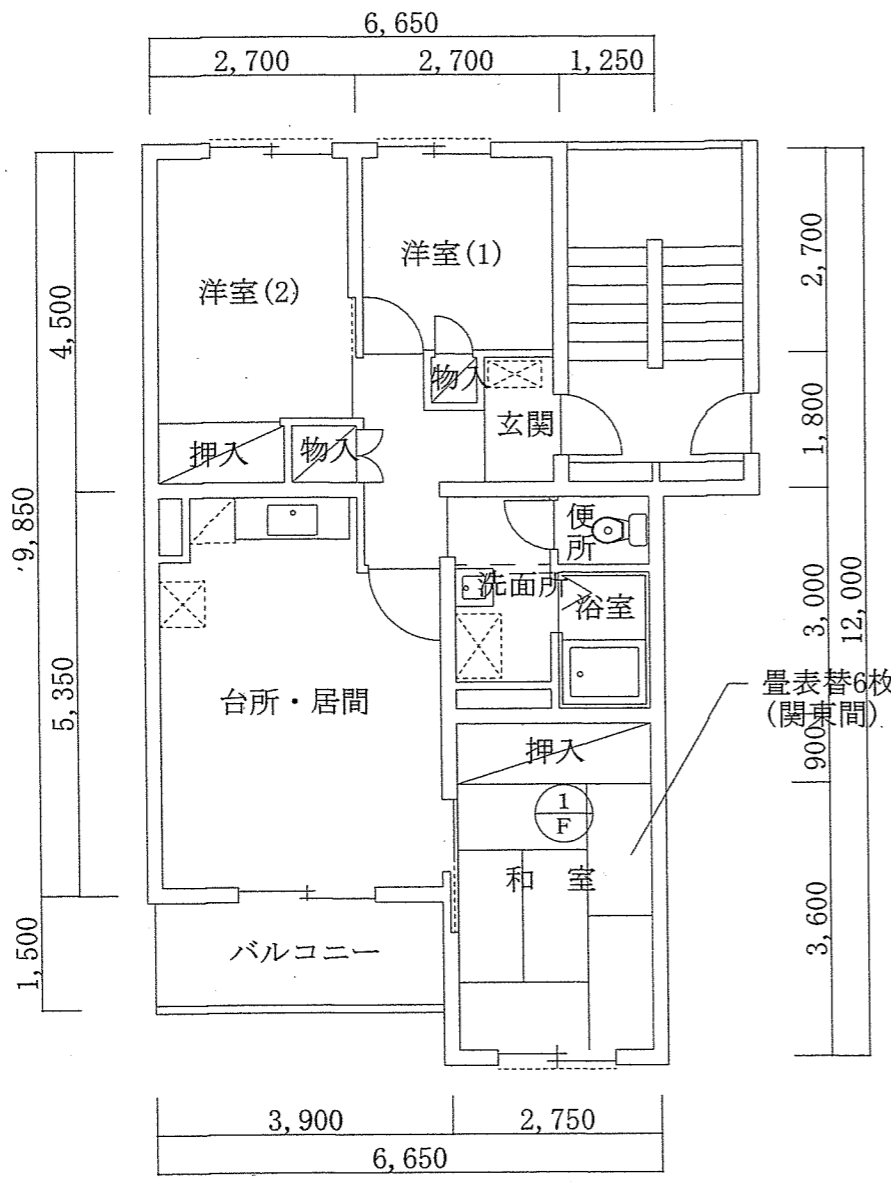 6,650
2,700
2,700
1,250
洋室(2)
洋室(1)
物入
玄関
押入
物入
便所
洗面所
浴室
台所・居間
畳表替6枚
(関東間)
押入
1
F
和 室
バルコニー
4,500
9,850
5,350
1,500
2,700
1,800
3,000
12,000
900
3,600
3,900
2,750
6,650